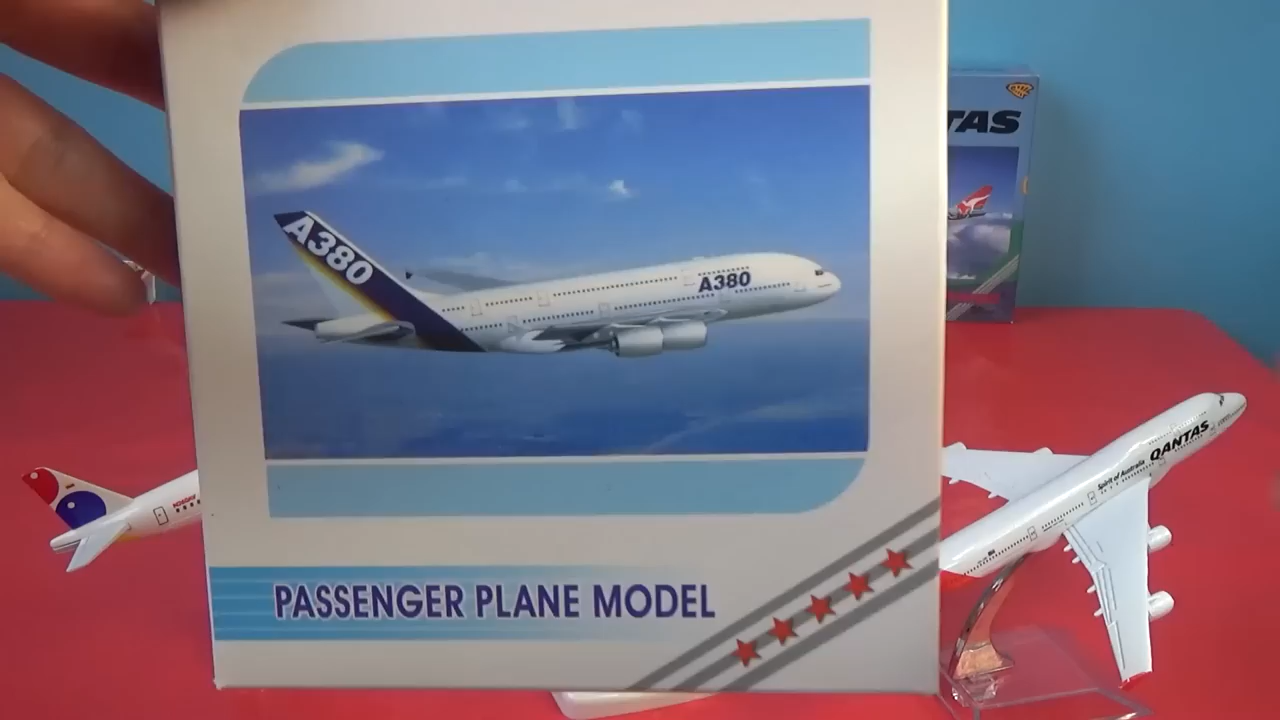 A380
A380
PASSENGER PLANE MODEL
TAS
Spirit of Australia
QANTAS